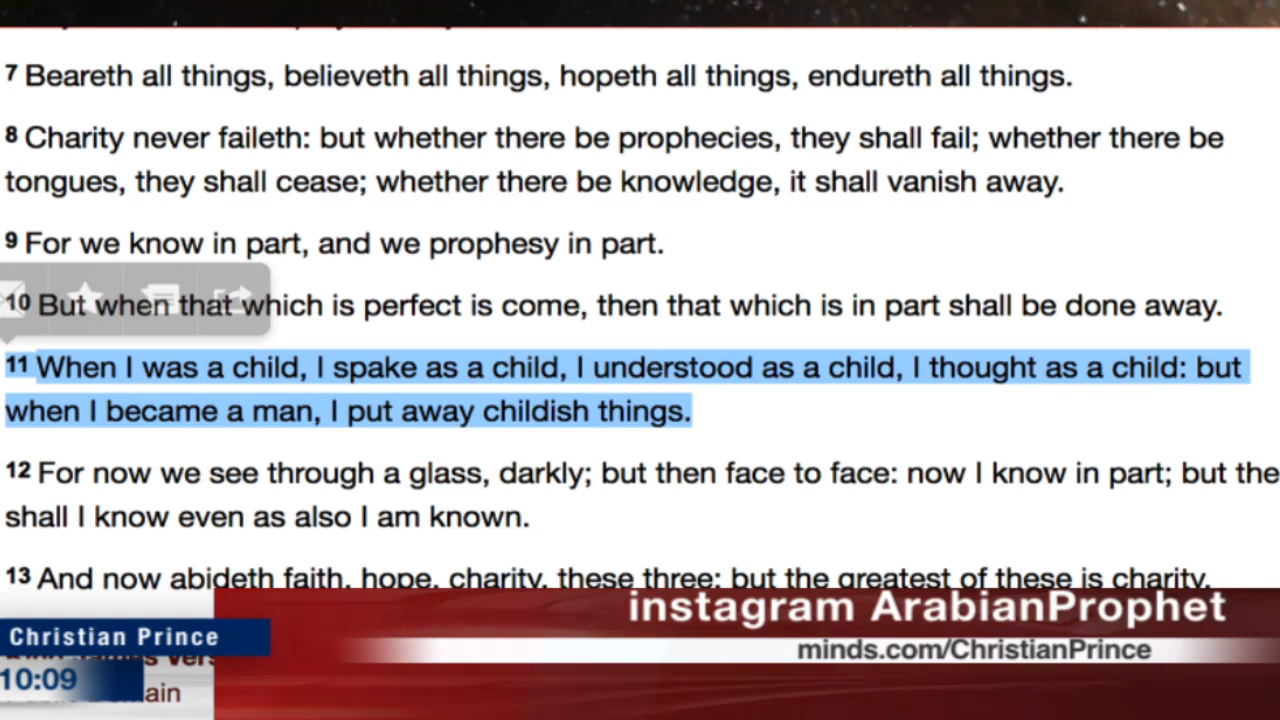 7 Beareth all things, believeth all things, hopeth all things, endureth all things.
8 Charity never faileth: but whether there be prophecies, they shall fail; whether there be
tongues, they shall cease; whether there be knowledge, it shall vanish away.
9 For we know in part, and we prophesy in part.
10 But when that which is perfect is come, then that which is in part shall be done away.
11 When I was a child, I spake as a child, I understood as a child, I thought as a child: but
when I became a man, I put away childish things.
12 For now we see through a glass, darkly; but then face to face: now I know in part; but the
shall I know even as also I am known.
13 And now abideth faith, hope, charity, these three; but the greatest of these is charity.
instagram ArabianProphet
Christian Prince
minds.com/ChristianPrince
10:09